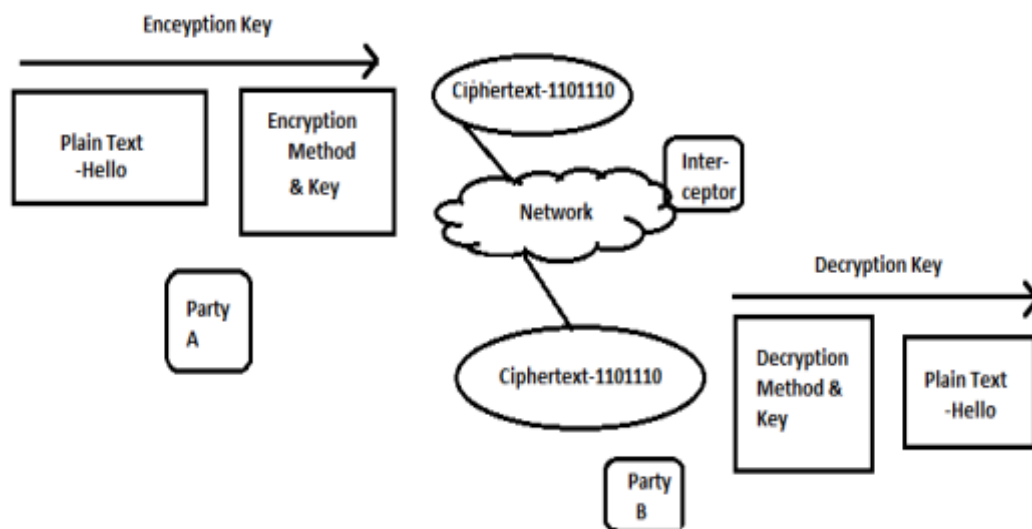 Enceyption Key
Plain Text
-Hello
Encryption
Method
& Key
Party
A
Ciphertext-1101110
Inter-
ceptor
Network
Ciphertext-1101110
Party
B
Decryption Key
Decryption
Method &
Key
Plain Text
-Hello